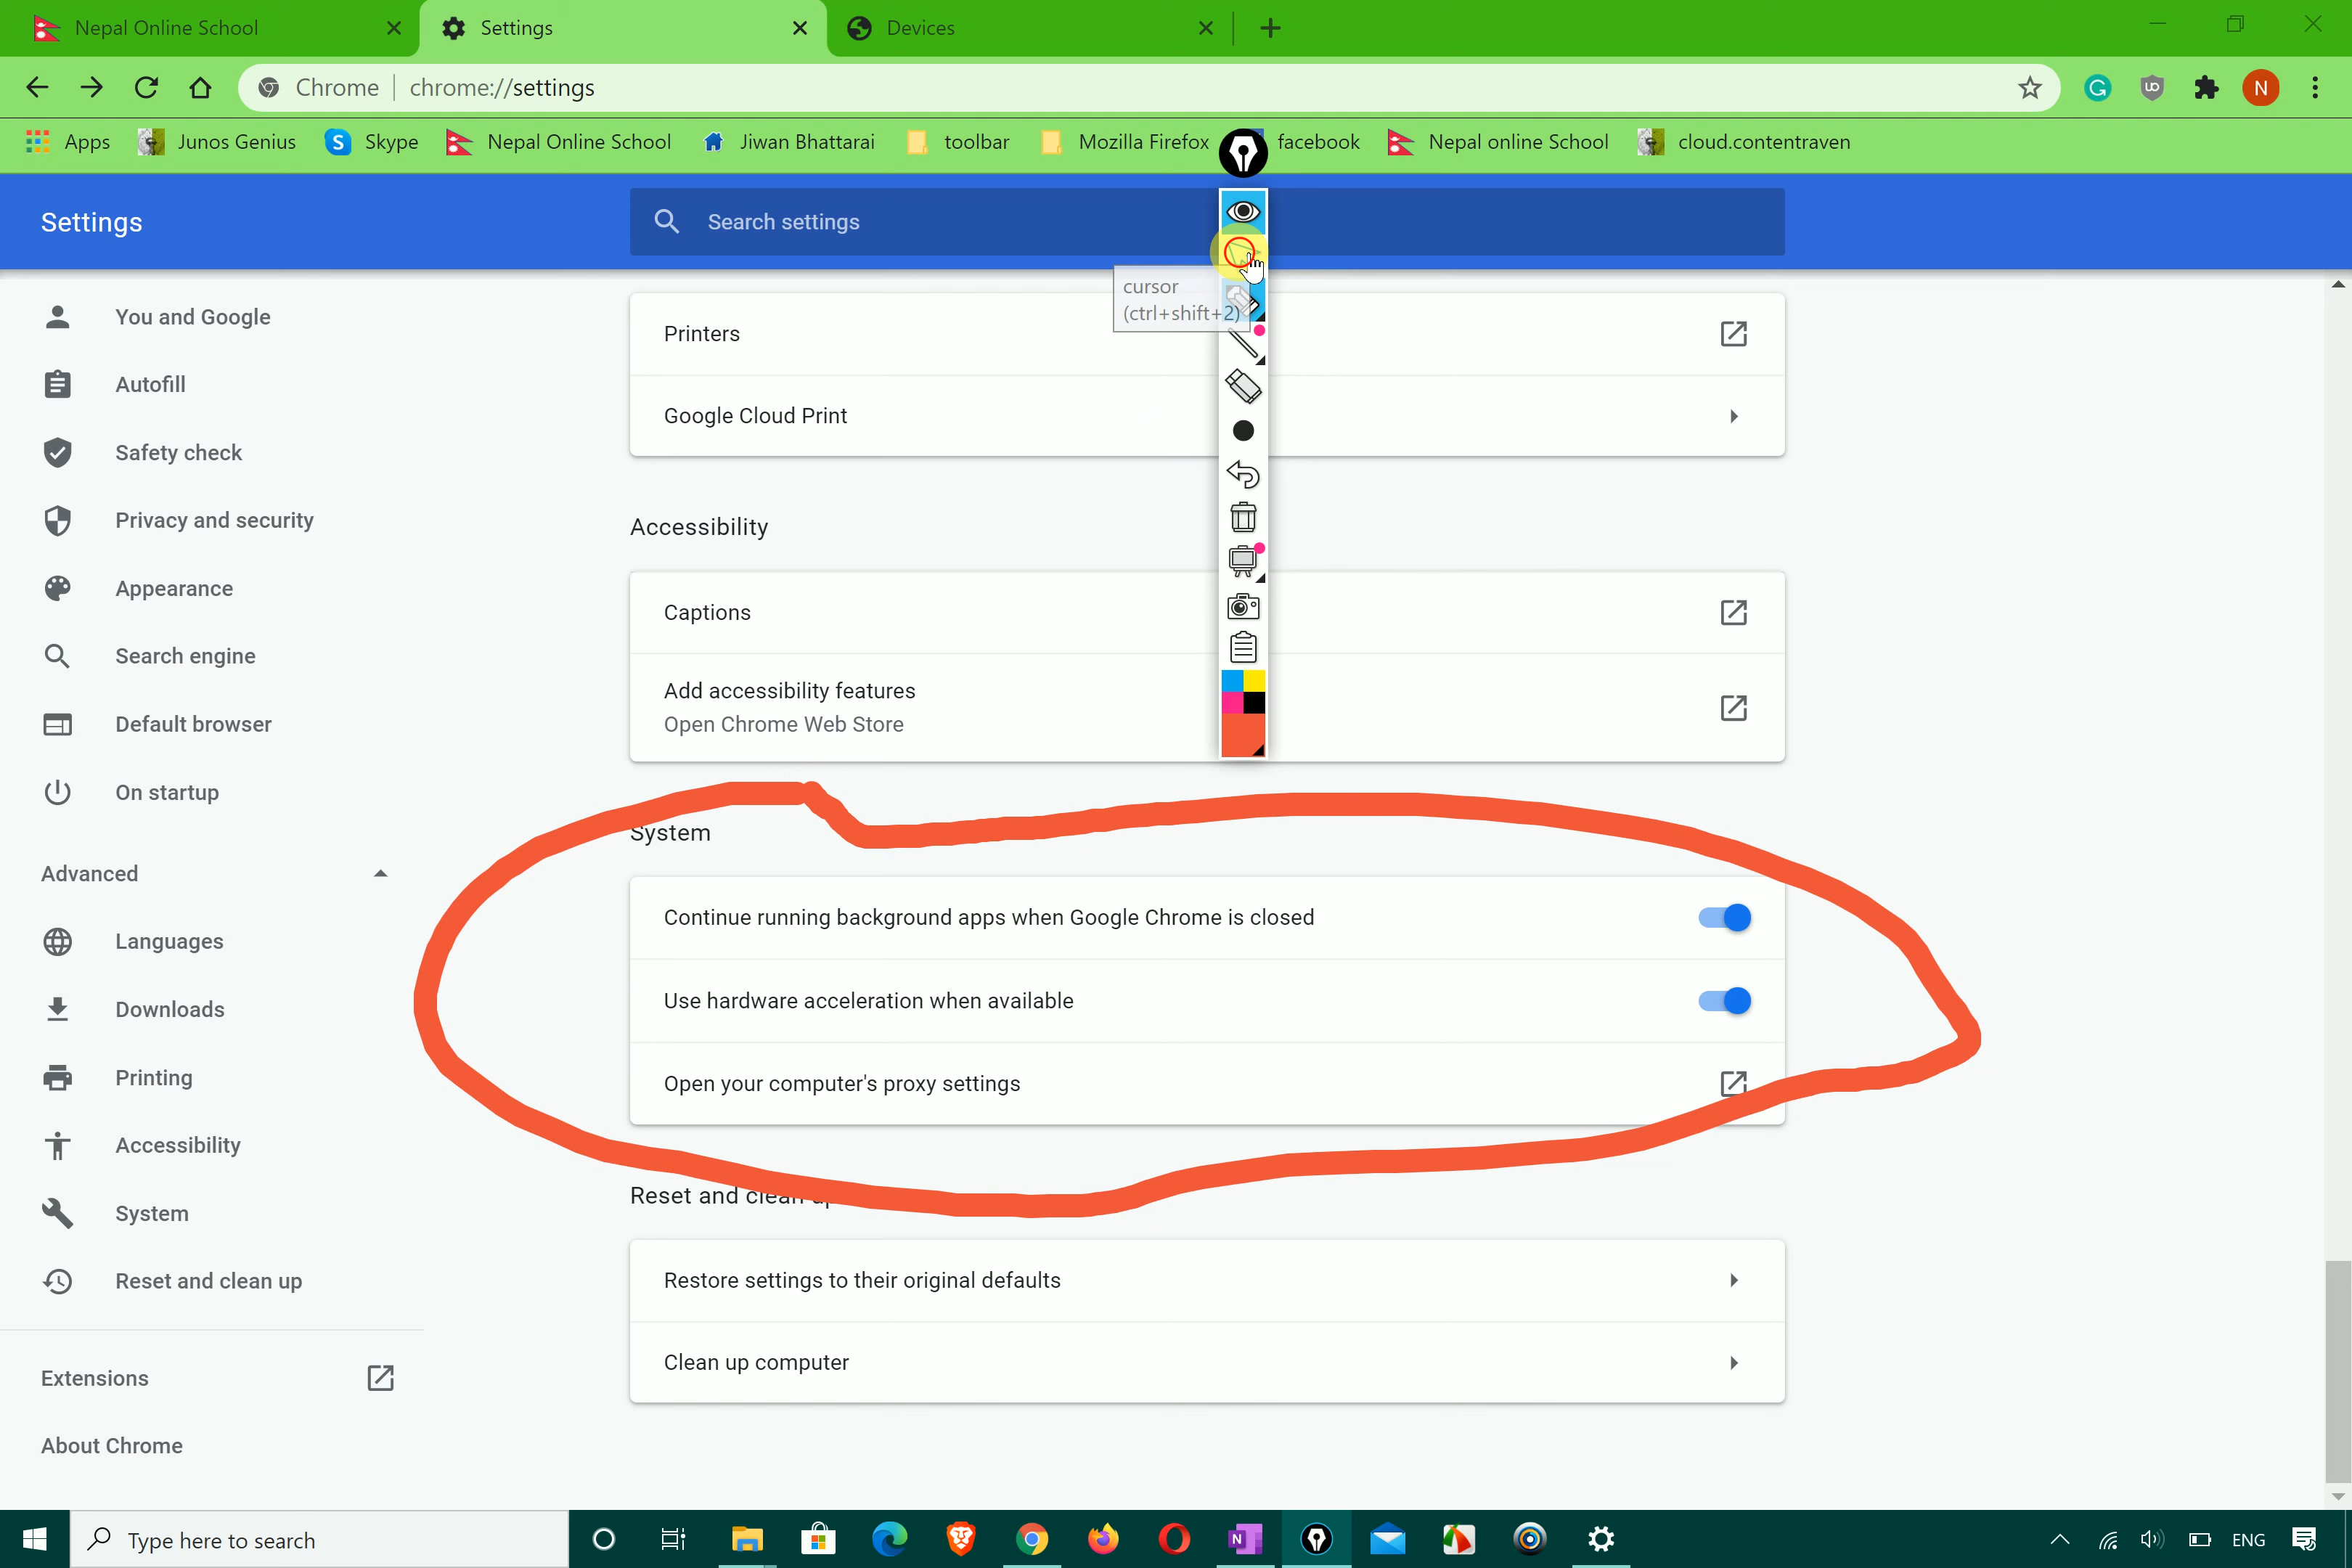 Nepal Online School
Settings
Devices
Chrome
chrome://settings
G
UO
N
Apps
Junos Genius
S
Skype
Nepal Online School
Jiwan Bhattarai
toolbar
Mozilla Firefox
facebook
Nepal online School
cloud.contentraven
Settings
Search settings
cursor
(ctrl+shift+2)
You and Google
Autofill
Safety check
Privacy and security
Appearance
Search engine
Default browser
On startup
Advanced
Languages
Downloads
Printing
Accessibility
System
Reset and clean up
Extensions
About Chrome
Printers
Google Cloud Print
Accessibility
Captions
Add accessibility features
Open Chrome Web Store
System
Continue running background apps when Google Chrome is closed
Use hardware acceleration when available
Open your computer's proxy settings
Reset and clean up
Restore settings to their original defaults
Clean up computer
Type here to search
N
ENG